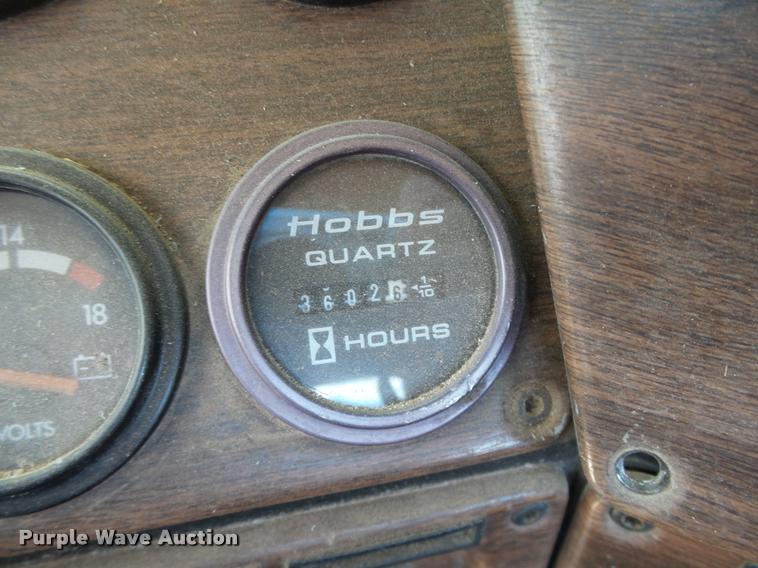 14
18
VOLTS
Hobbs
QUARTZ
3602
1/10
HOURS
Purple Wave Auction